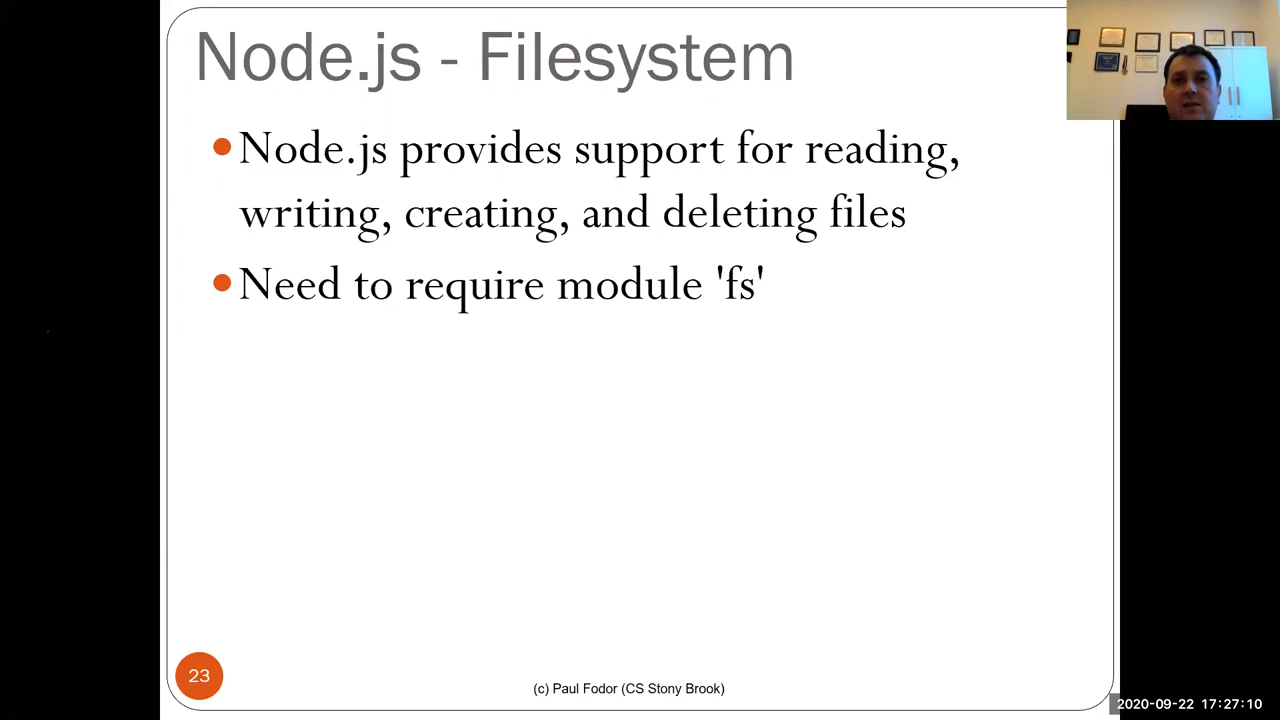 Node.js - Filesystem
Node.js provides support for reading,
writing, creating, and deleting files
Need to require module 'fs'
23
(c) Paul Fodor (CS Stony Brook)
2020-09-22 17:27:10